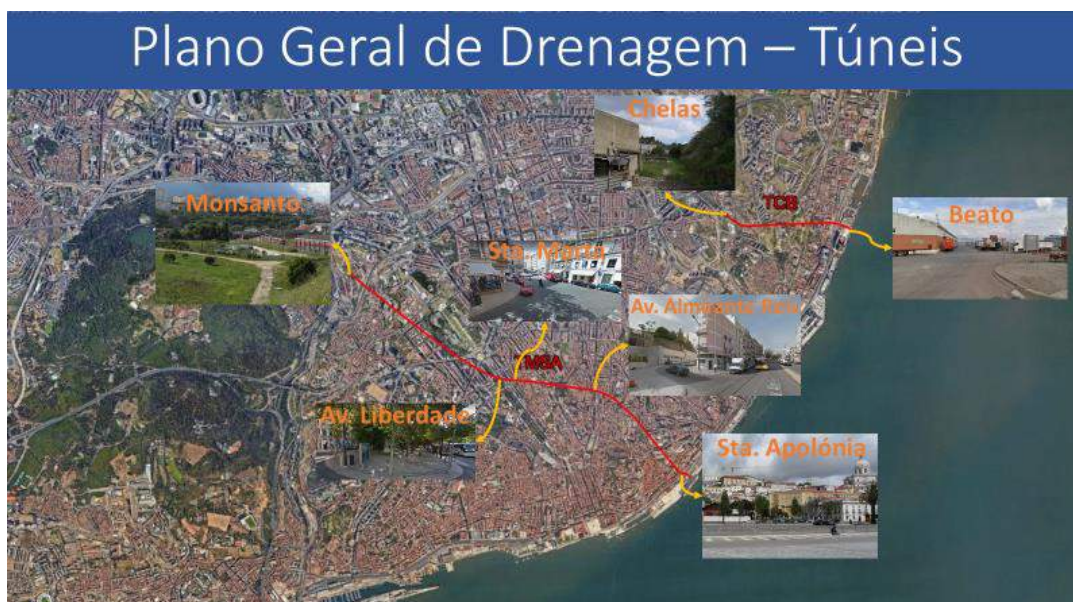 Plano Geral de Drenagem – Túneis
Chelas
Monsanto
TCB
Beato
Sta. Marta
Av. Almirante Reis
MSA
Av. Liberdade
Sta. Apolónia